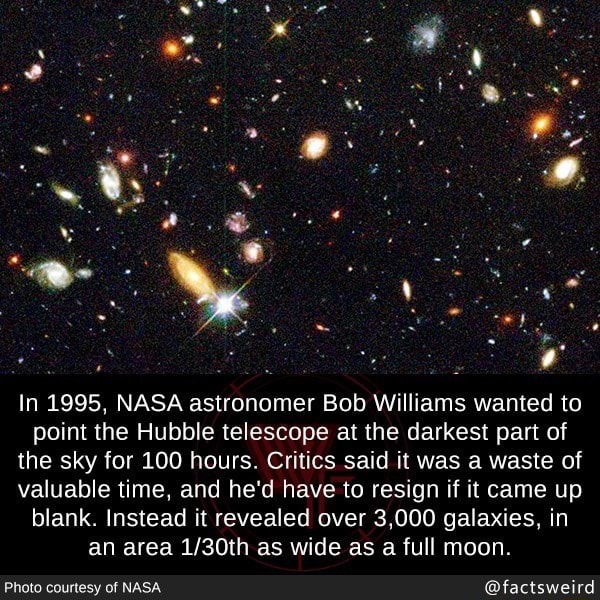 In 1995, NASA astronomer Bob Williams wanted to
point the Hubble telescope at the darkest part of
the sky for 100 hours. Critics said it was a waste of
valuable time, and he'd have to resign if it came up
blank. Instead it revealed over 3,000 galaxies, in
an area 1/30th as wide as a full moon.
Photo courtesy of NASA
@factsweird